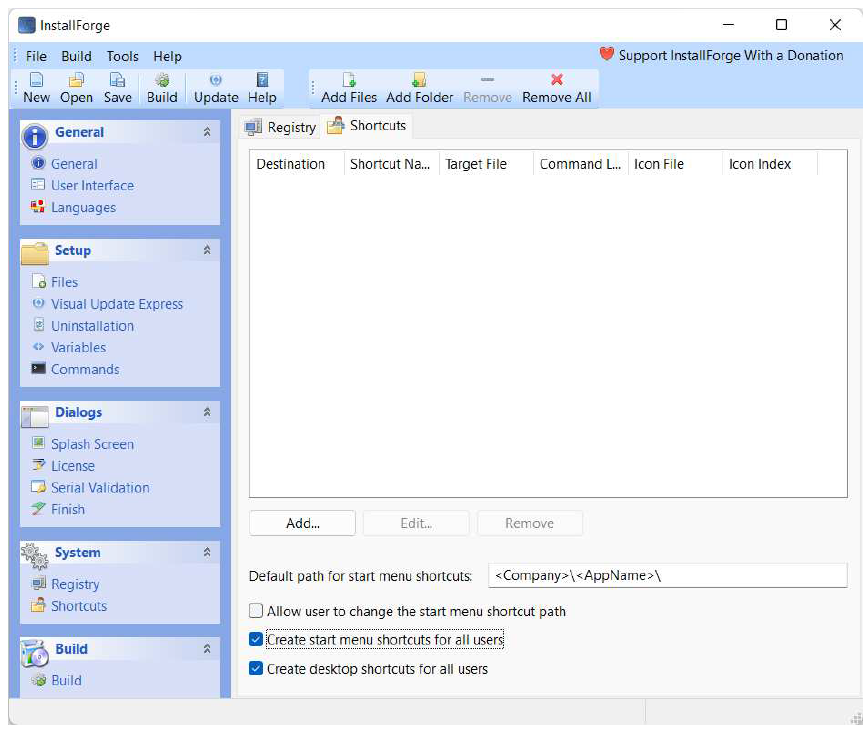 InstallForge
File Build Tools Help
Support InstallForge With a Donation
New Open Save Build Update Help Add Files Add Folder Remove Remove All
General
General
User Interface
Languages
Setup
Files
Visual Update Express
Uninstallation
Variables
Commands
Dialogs
Splash Screen
License
Serial Validation
Finish
System
Registry
Shortcuts
Build
Build
Registry Shortcuts
Destination Shortcut Na... Target File Command L... Icon File Icon Index
Add... Edit... Remove
Default path for start menu shortcuts: <Company>\<AppName>\
Allow user to change the start menu shortcut path
Create start menu shortcuts for all users
Create desktop shortcuts for all users